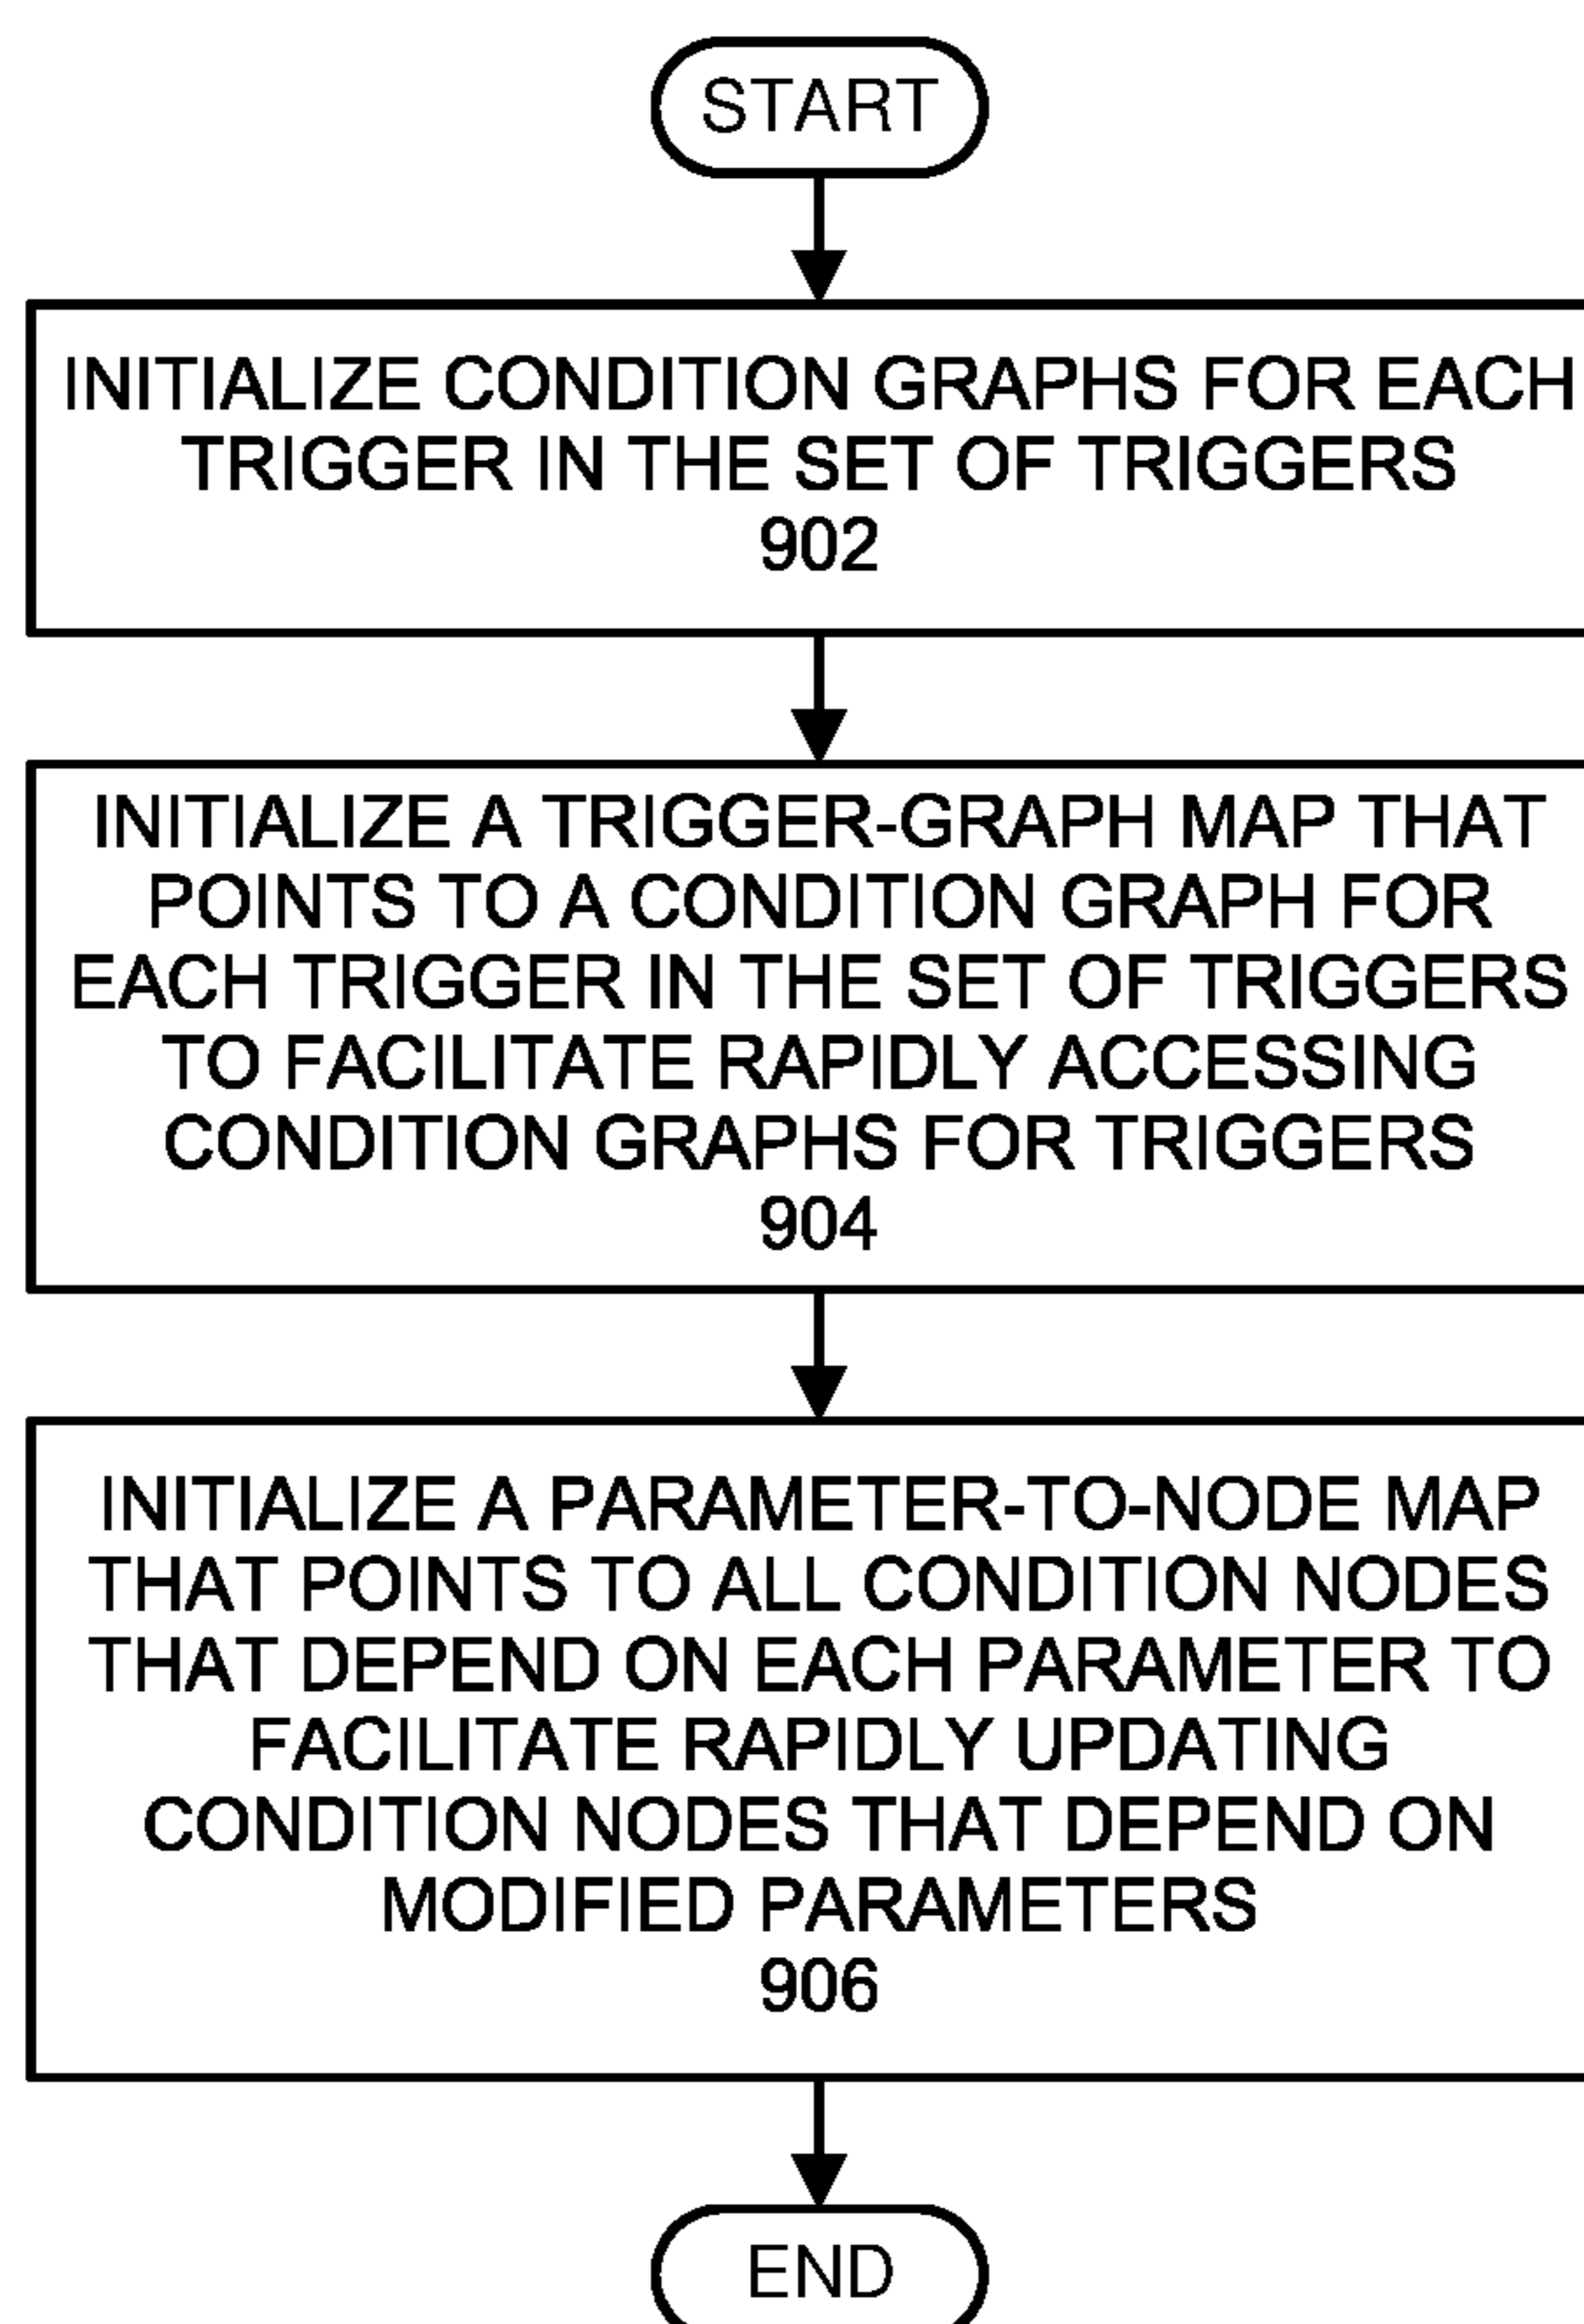 START
INITIALIZE CONDITION GRAPHS FOR EACH
TRIGGER IN THE SET OF TRIGGERS
902
INITIALIZE A TRIGGER-GRAPH MAP THAT
POINTS TO A CONDITION GRAPH FOR
EACH TRIGGER IN THE SET OF TRIGGERS
TO FACILITATE RAPIDLY ACCESSING
CONDITION GRAPHS FOR TRIGGERS
904
INITIALIZE A PARAMETER-TO-NODE MAP
THAT POINTS TO ALL CONDITION NODES
THAT DEPEND ON EACH PARAMETER TO
FACILITATE RAPIDLY UPDATING
CONDITION NODES THAT DEPEND ON
MODIFIED PARAMETERS
906
END